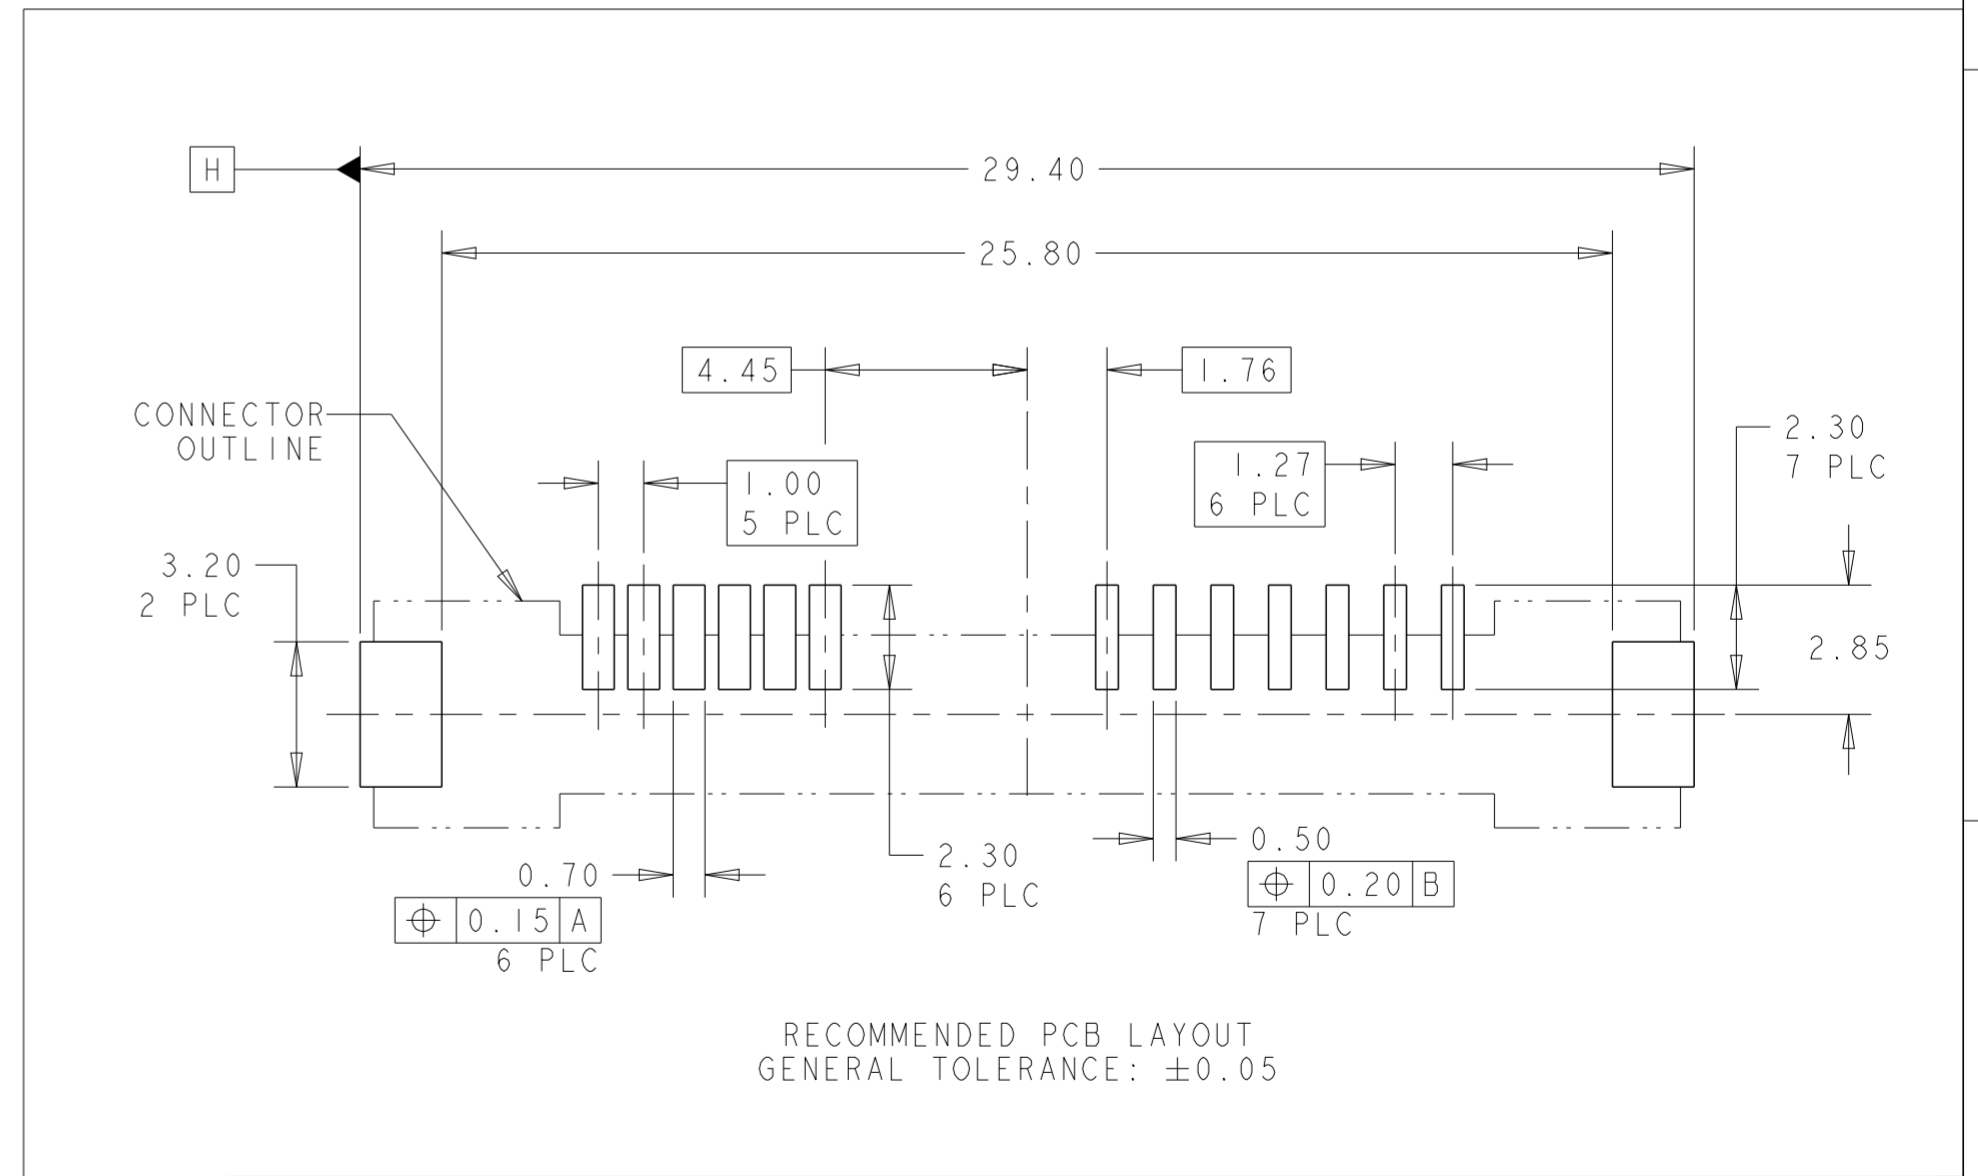 H
29.40
25.80
4.45
1.76
CONNECTOR
OUTLINE
2.30
7 PLC
1.27
6 PLC
1.00
5 PLC
3.20
2 PLC
2.85
0.50
⌖ 0.20 B
7 PLC
2.30
6 PLC
0.70
⌖ 0.15 A
6 PLC
RECOMMENDED PCB LAYOUT
GENERAL TOLERANCE: ±0.05